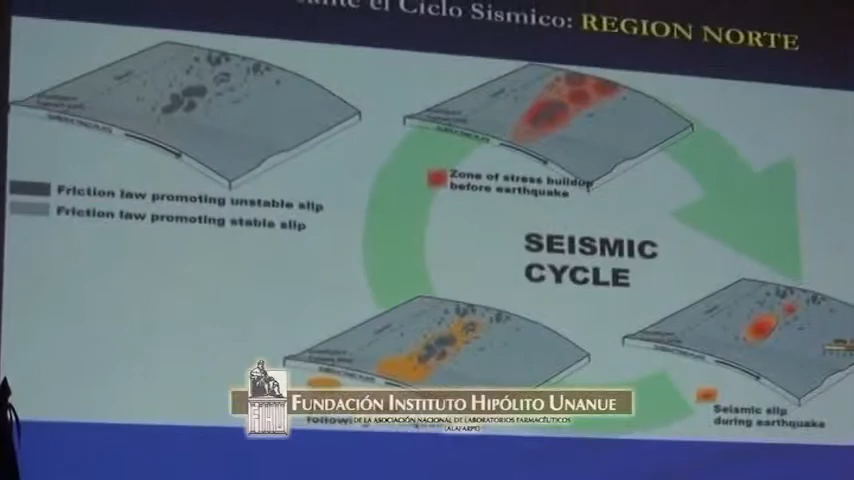 el Ciclo Sismico: REGION NORTE
Friction law promoting unstable slip
Friction law promoting stable slip
Zone of stress buildup
before earthquake
SEISMIC
CYCLE
Seismic slip
during earthquake
FUNDACIÓN INSTITUTO HIPÓLITO UNANUE
DE LA ASOCIACIÓN NACIONAL DE LABORATORIOS FARMACÉUTICOS
(ALAFARPE)